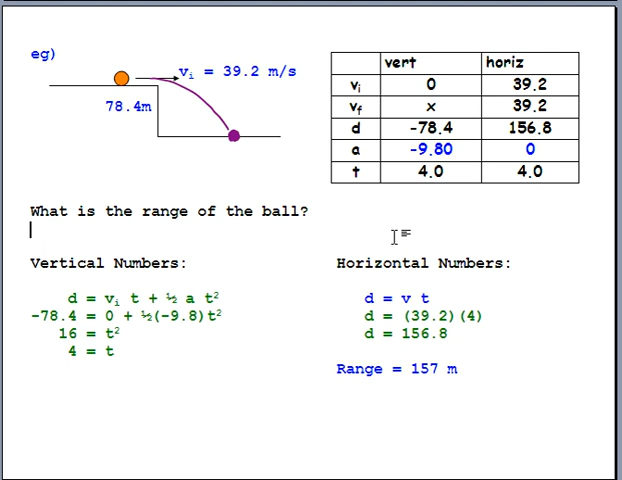 eg)
vᵢ = 39.2 m/s
78.4m
vert horiz
vᵢ 0 39.2
v_f x 39.2
d -78.4 156.8
a -9.80 0
t 4.0 4.0
What is the range of the ball?
Vertical Numbers:
d = vᵢ t + ½ a t²
-78.4 = 0 + ½(-9.8)t²
16 = t²
4 = t
Horizontal Numbers:
d = v t
d = (39.2)(4)
d = 156.8
Range = 157 m